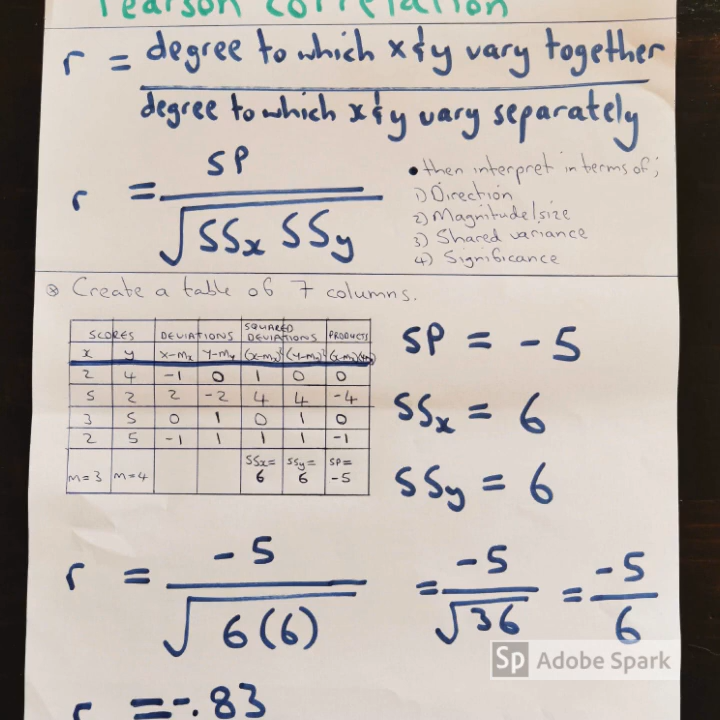 Pearson Correlation
r = degree to which x & y vary together
degree to which x & y vary separately
r = SP
√SSx SSy
• then interpret in terms of;
1) Direction
2) Magnitude/size
3) Shared variance
4) Significance
⊛ Create a table of 7 columns.
SCORES DEVIATIONS SQUARED DEVIATIONS PRODUCTS
x y x-mx y-my (x-mx)² (y-my)² (x-mx)(y-my)
2 4 -1 0 1 0 0
5 2 2 -2 4 4 -4
3 5 0 1 0 1 0
2 5 -1 1 1 1 -1
m=3 m=4 SSx= 6 SSy= 6 SP= -5
SP = -5
SSx = 6
SSy = 6
r = -5 = -5 = -5
√6(6) √36 6
r = -.83
Sp Adobe Spark